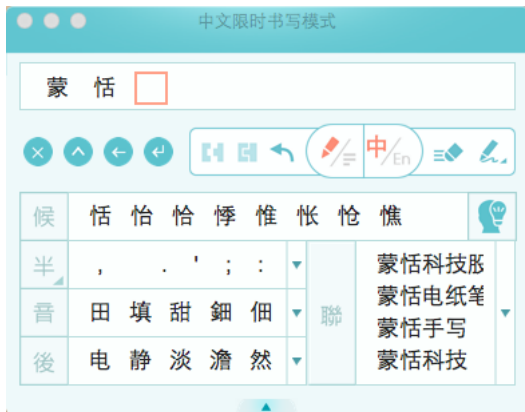 中文限时书写模式
蒙 恬
中/En
候 恬 怡 恰 悸 惟 怅 怆 憔
半 , . ' ; :
音 田 填 甜 鈿 佃
後 电 静 淡 澹 然
聯
蒙恬科技股
蒙恬电纸笔
蒙恬手写
蒙恬科技